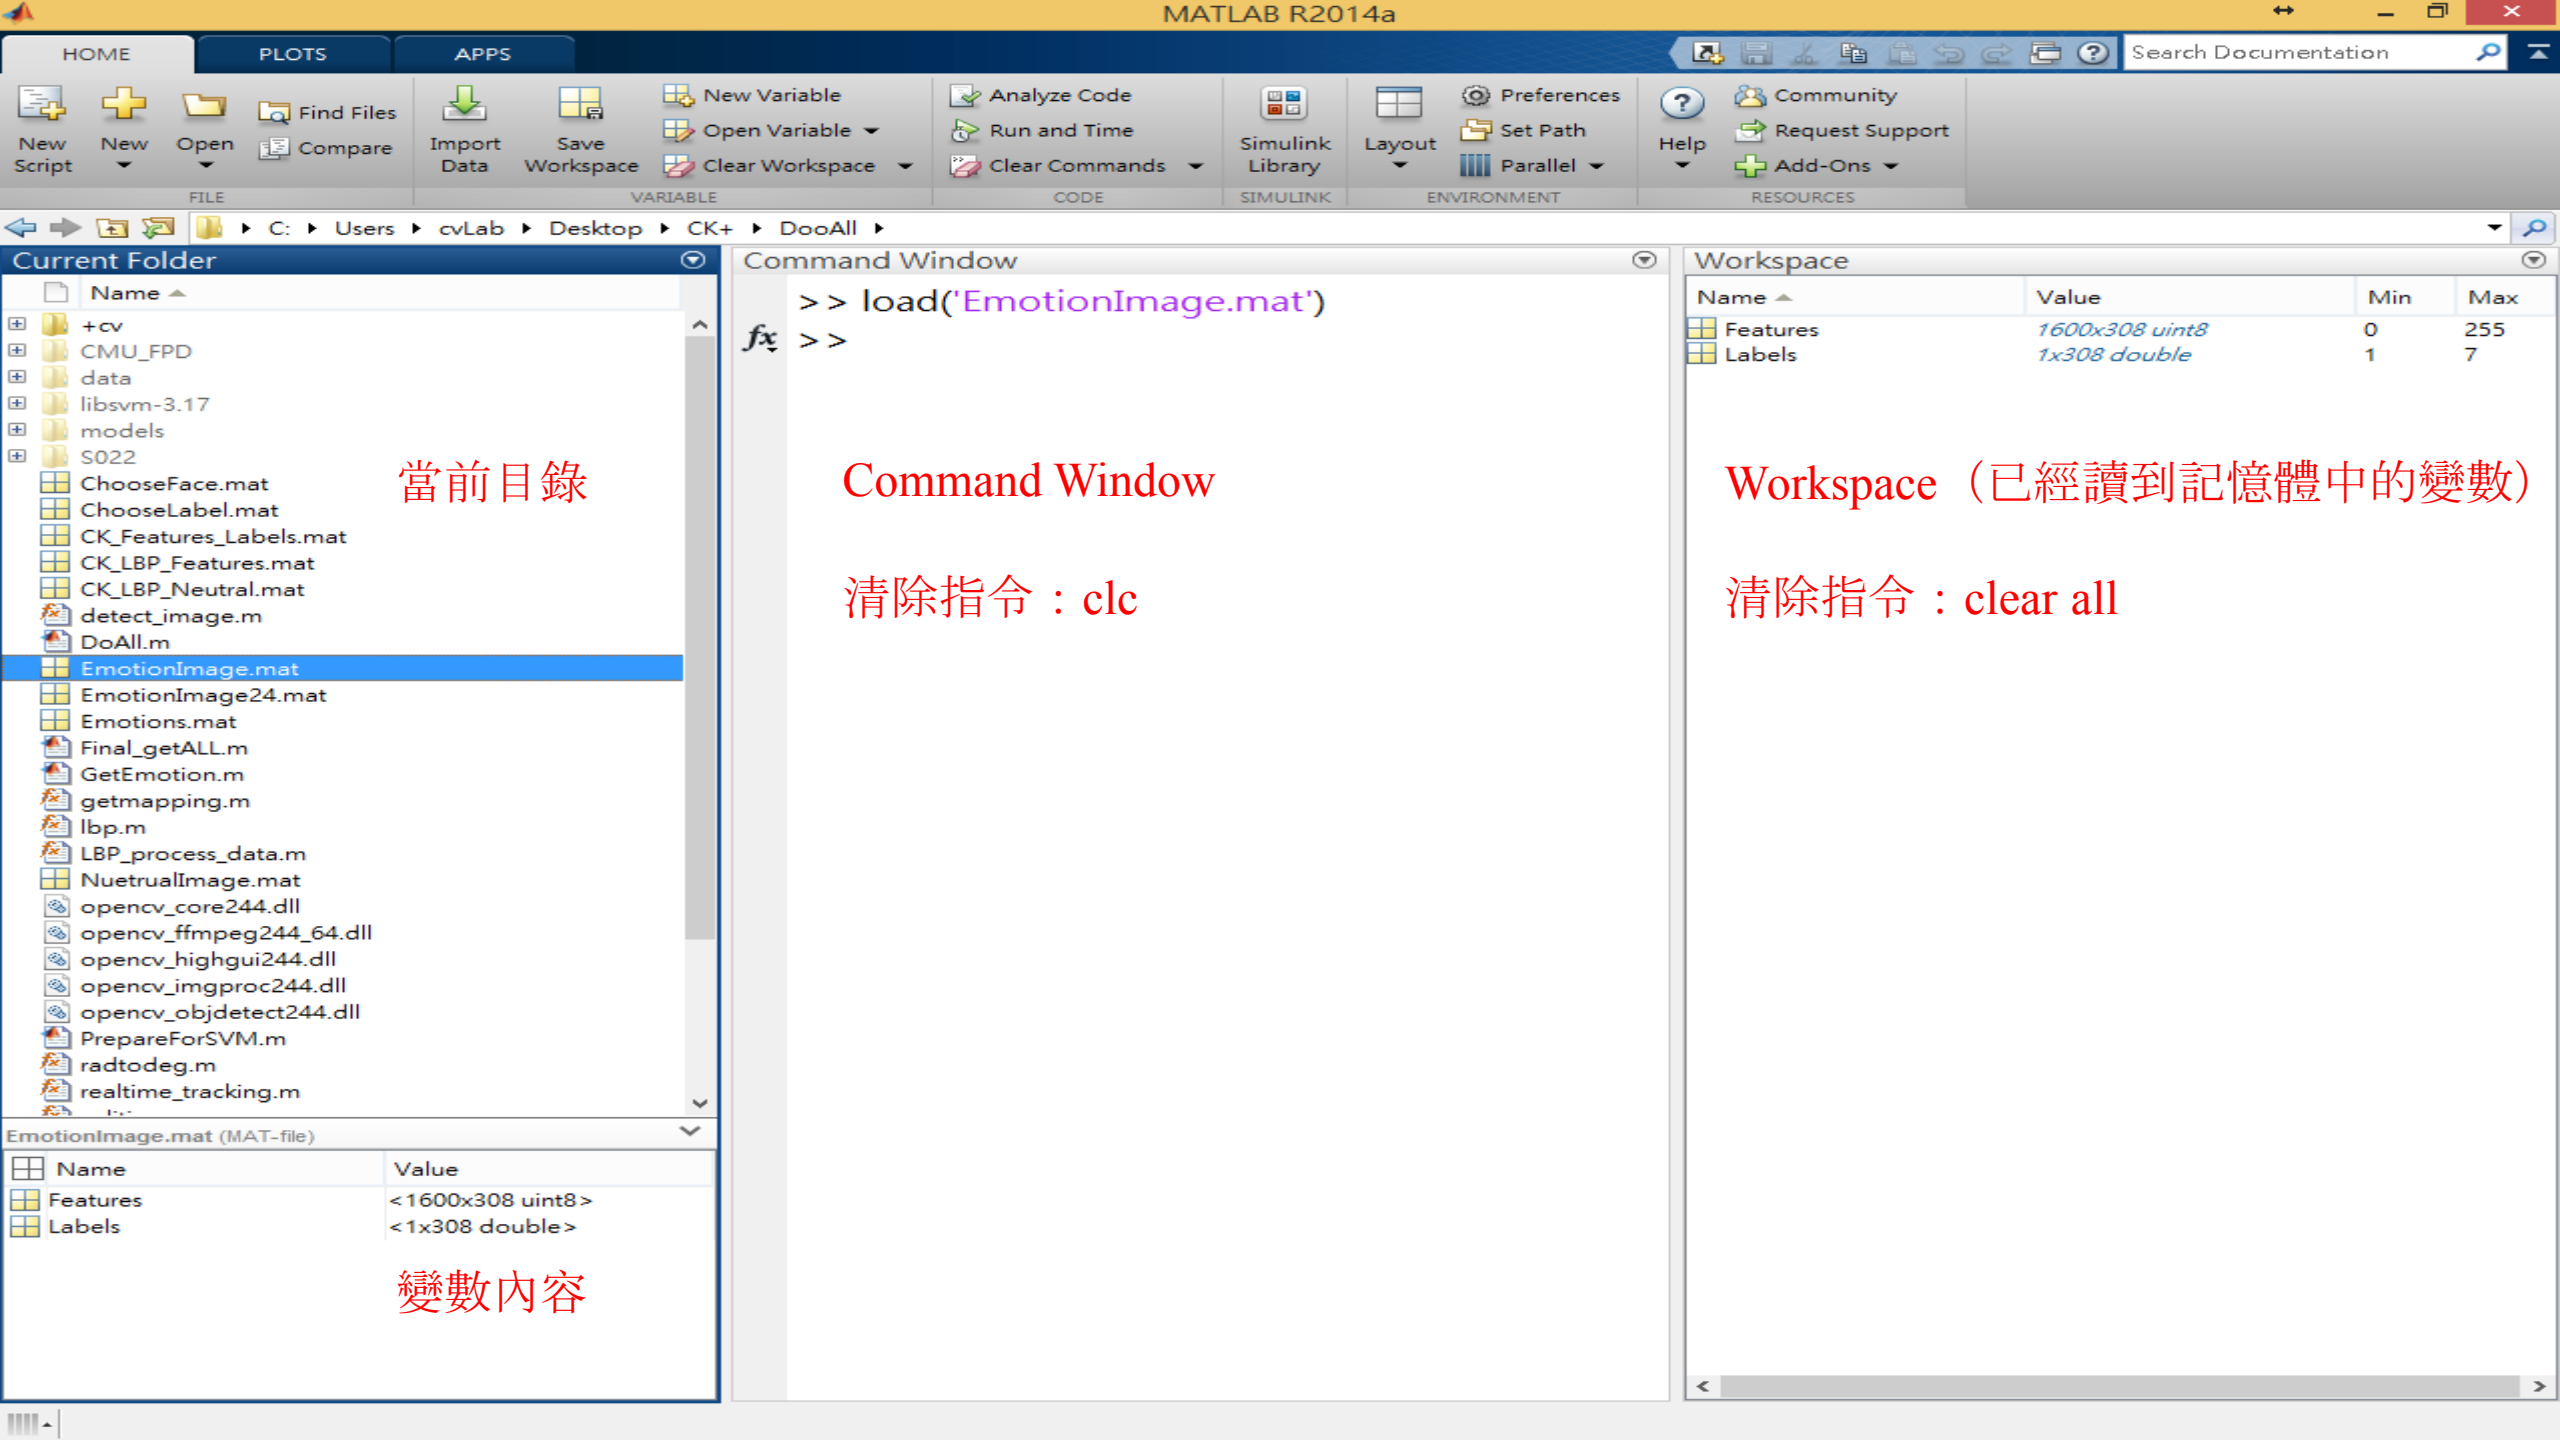 MATLAB R2014a
HOME
PLOTS
APPS
Search Documentation
New Script
New
Open
Find Files
Compare
Import Data
Save Workspace
New Variable
Open Variable
Clear Workspace
Analyze Code
Run and Time
Clear Commands
Simulink Library
Layout
Preferences
Set Path
Parallel
Help
Community
Request Support
Add-Ons
FILE
VARIABLE
CODE
SIMULINK
ENVIRONMENT
RESOURCES
C: Users cvLab Desktop CK+ DooAll
Current Folder
Name
+cv
CMU_FPD
data
libsvm-3.17
models
S022
ChooseFace.mat
ChooseLabel.mat
CK_Features_Labels.mat
CK_LBP_Features.mat
CK_LBP_Neutral.mat
detect_image.m
DoAll.m
EmotionImage.mat
EmotionImage24.mat
Emotions.mat
Final_getALL.m
GetEmotion.m
getmapping.m
lbp.m
LBP_process_data.m
NuetrualImage.mat
opencv_core244.dll
opencv_ffmpeg244_64.dll
opencv_highgui244.dll
opencv_imgproc244.dll
opencv_objdetect244.dll
PrepareForSVM.m
radtodeg.m
realtime_tracking.m
當前目錄
EmotionImage.mat (MAT-file)
Name Value
Features <1600x308 uint8>
Labels <1x308 double>
變數內容
Command Window
>> load('EmotionImage.mat')
fx >>
Command Window
清除指令：clc
Workspace
Name Value Min Max
Features 1600x308 uint8 0 255
Labels 1x308 double 1 7
Workspace（已經讀到記憶體中的變數）
清除指令：clear all